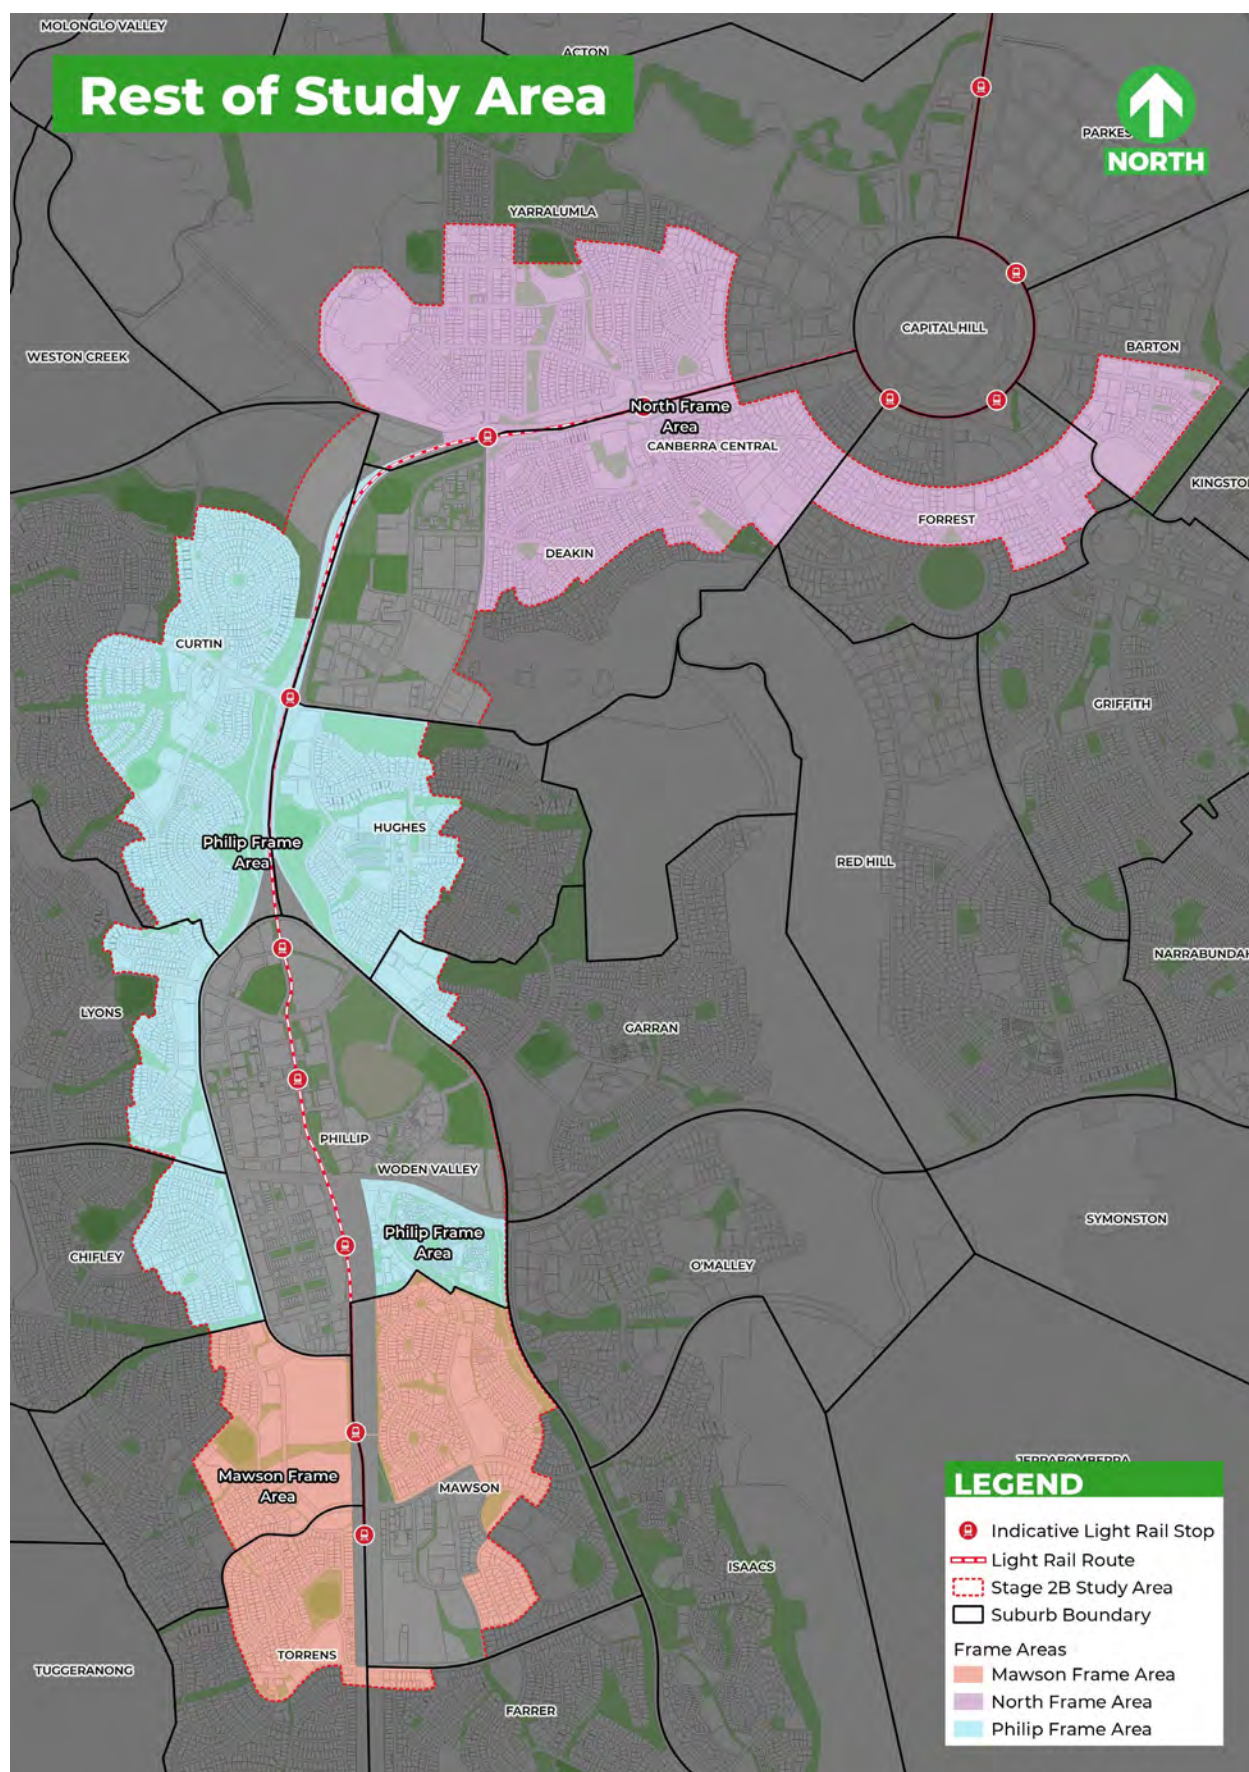 MOLONGLO VALLEY
ACTON
Rest of Study Area
PARKES
NORTH
YARRALUMLA
CAPITAL HILL
BARTON
WESTON CREEK
North Frame
Area
CANBERRA CENTRAL
KINGSTO
FORREST
DEAKIN
CURTIN
GRIFFITH
HUGHES
Philip Frame
Area
RED HILL
NARRABUNDAH
LYONS
GARRAN
PHILLIP
WODEN VALLEY
SYMONSTON
Philip Frame
Area
CHIFLEY
O'MALLEY
JERRABOMBERRA
Mawson Frame
Area
MAWSON
LEGEND
Indicative Light Rail Stop
Light Rail Route
Stage 2B Study Area
Suburb Boundary
Frame Areas
Mawson Frame Area
North Frame Area
Philip Frame Area
ISAACS
TORRENS
TUGGERANONG
FARRER